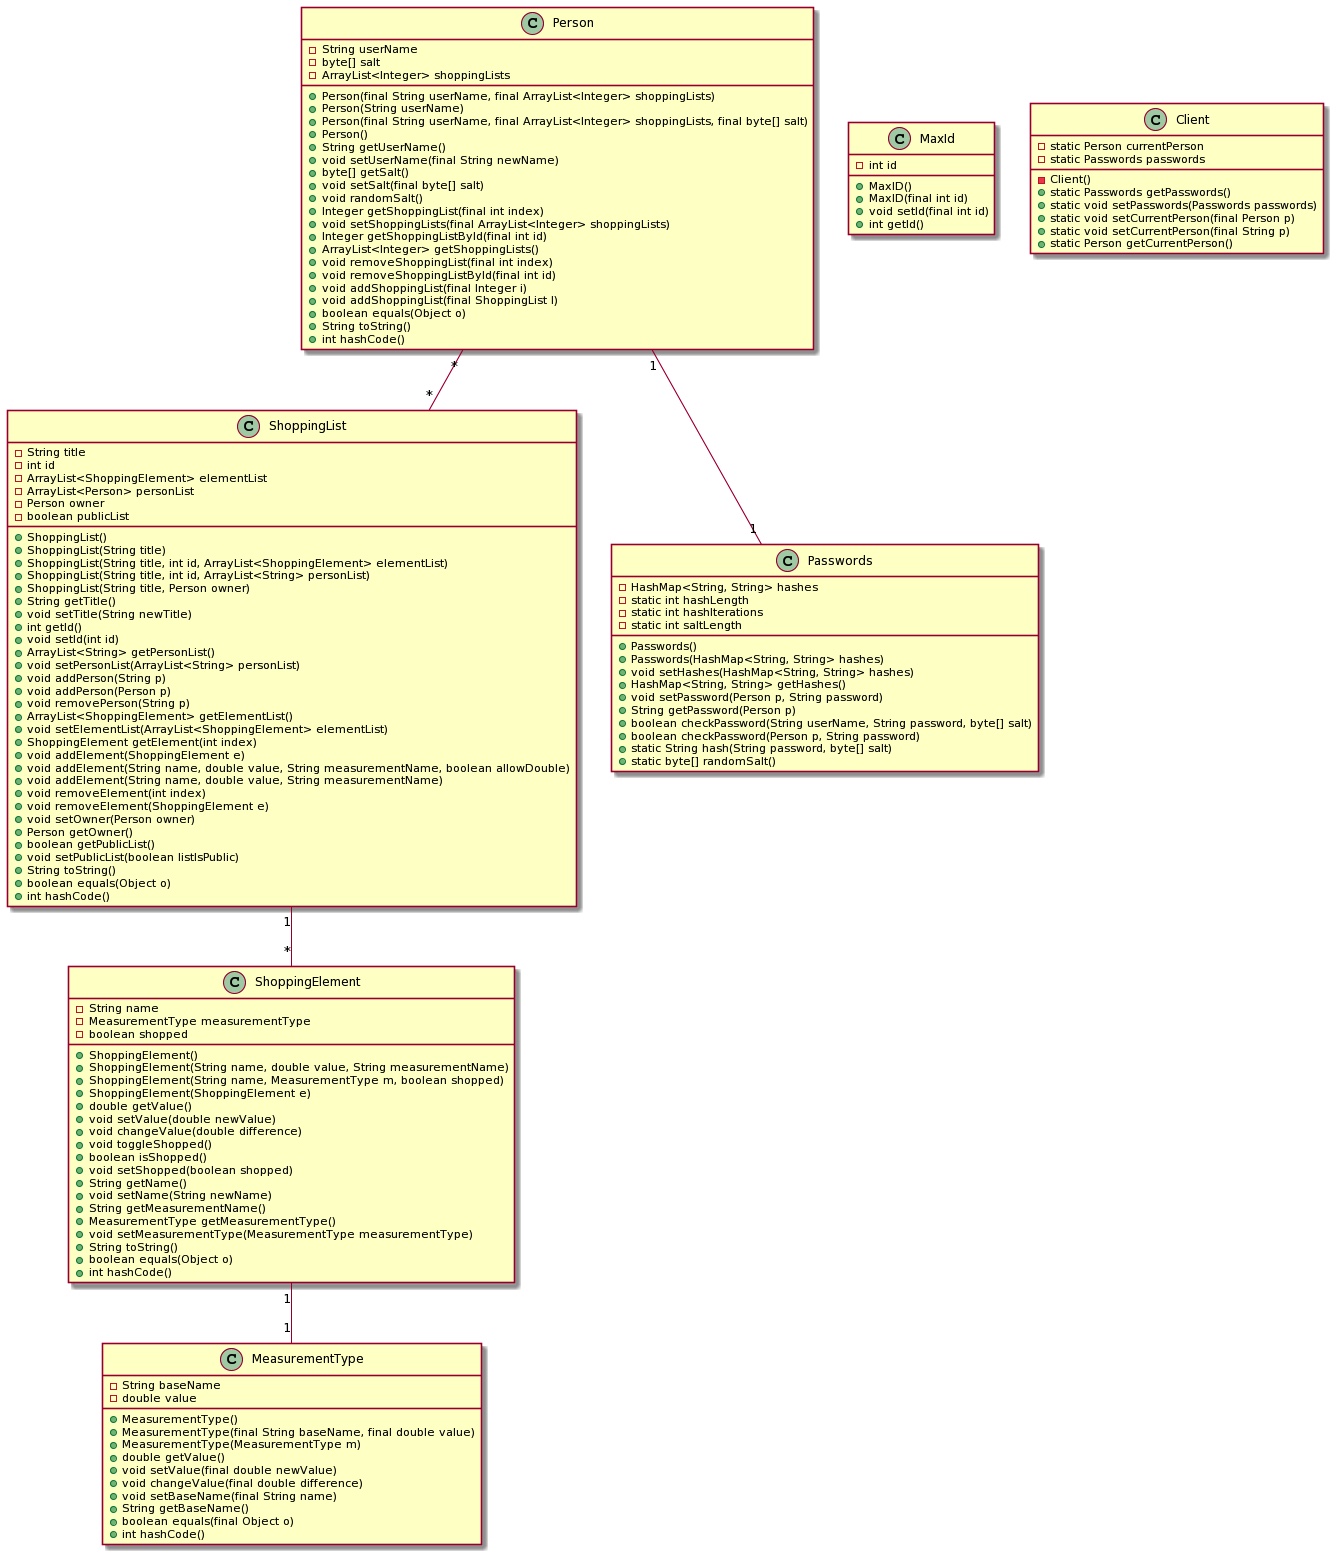 C Person
String userName
byte[] salt
ArrayList<Integer> shoppingLists
Person(final String userName, final ArrayList<Integer> shoppingLists)
Person(String userName)
Person(final String userName, final ArrayList<Integer> shoppingLists, final byte[] salt)
Person()
String getUserName()
void setUserName(final String newName)
byte[] getSalt()
void setSalt(final byte[] salt)
void randomSalt()
Integer getShoppingList(final int index)
void setShoppingLists(final ArrayList<Integer> shoppingLists)
Integer getShoppingListById(final int id)
ArrayList<Integer> getShoppingLists()
void removeShoppingList(final int index)
void removeShoppingListById(final int id)
void addShoppingList(final Integer i)
void addShoppingList(final ShoppingList l)
boolean equals(Object o)
String toString()
int hashCode()
C MaxId
int id
MaxID()
MaxID(final int id)
void setId(final int id)
int getId()
C Client
static Person currentPerson
static Passwords passwords
Client()
static Passwords getPasswords()
static void setPasswords(Passwords passwords)
static void setCurrentPerson(final Person p)
static void setCurrentPerson(final String p)
static Person getCurrentPerson()
*
*
1
1
C ShoppingList
String title
int id
ArrayList<ShoppingElement> elementList
ArrayList<Person> personList
Person owner
boolean publicList
ShoppingList()
ShoppingList(String title)
ShoppingList(String title, int id, ArrayList<ShoppingElement> elementList)
ShoppingList(String title, int id, ArrayList<String> personList)
ShoppingList(String title, Person owner)
String getTitle()
void setTitle(String newTitle)
int getId()
void setId(int id)
ArrayList<String> getPersonList()
void setPersonList(ArrayList<String> personList)
void addPerson(String p)
void addPerson(Person p)
void removePerson(String p)
ArrayList<ShoppingElement> getElementList()
void setElementList(ArrayList<ShoppingElement> elementList)
ShoppingElement getElement(int index)
void addElement(ShoppingElement e)
void addElement(String name, double value, String measurementName, boolean allowDouble)
void addElement(String name, double value, String measurementName)
void removeElement(int index)
void removeElement(ShoppingElement e)
void setOwner(Person owner)
Person getOwner()
boolean getPublicList()
void setPublicList(boolean listIsPublic)
String toString()
boolean equals(Object o)
int hashCode()
C Passwords
HashMap<String, String> hashes
static int hashLength
static int hashIterations
static int saltLength
Passwords()
Passwords(HashMap<String, String> hashes)
void setHashes(HashMap<String, String> hashes)
HashMap<String, String> getHashes()
void setPassword(Person p, String password)
String getPassword(Person p)
boolean checkPassword(String userName, String password, byte[] salt)
boolean checkPassword(Person p, String password)
static String hash(String password, byte[] salt)
static byte[] randomSalt()
1
*
C ShoppingElement
String name
MeasurementType measurementType
boolean shopped
ShoppingElement()
ShoppingElement(String name, double value, String measurementName)
ShoppingElement(String name, MeasurementType m, boolean shopped)
ShoppingElement(ShoppingElement e)
double getValue()
void setValue(double newValue)
void changeValue(double difference)
void toggleShopped()
boolean isShopped()
void setShopped(boolean shopped)
String getName()
void setName(String newName)
String getMeasurementName()
MeasurementType getMeasurementType()
void setMeasurementType(MeasurementType measurementType)
String toString()
boolean equals(Object o)
int hashCode()
1
1
C MeasurementType
String baseName
double value
MeasurementType()
MeasurementType(final String baseName, final double value)
MeasurementType(MeasurementType m)
double getValue()
void setValue(final double newValue)
void changeValue(final double difference)
void setBaseName(final String name)
String getBaseName()
boolean equals(final Object o)
int hashCode()